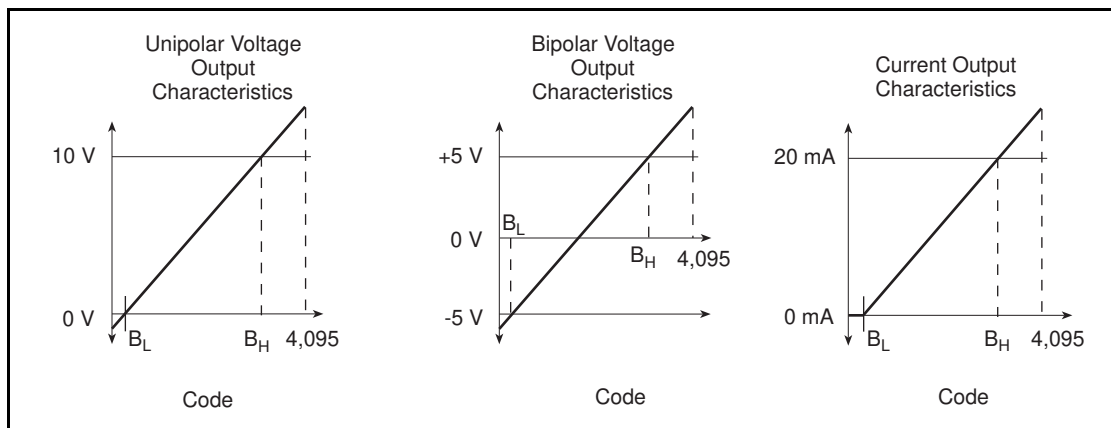 Unipolar Voltage
Output
Characteristics
10 V
0 V
B_L
B_H
4,095
Code
Bipolar Voltage
Output
Characteristics
+5 V
B_L
0 V
B_H
4,095
-5 V
Code
Current Output
Characteristics
20 mA
0 mA
B_L
B_H
4,095
Code